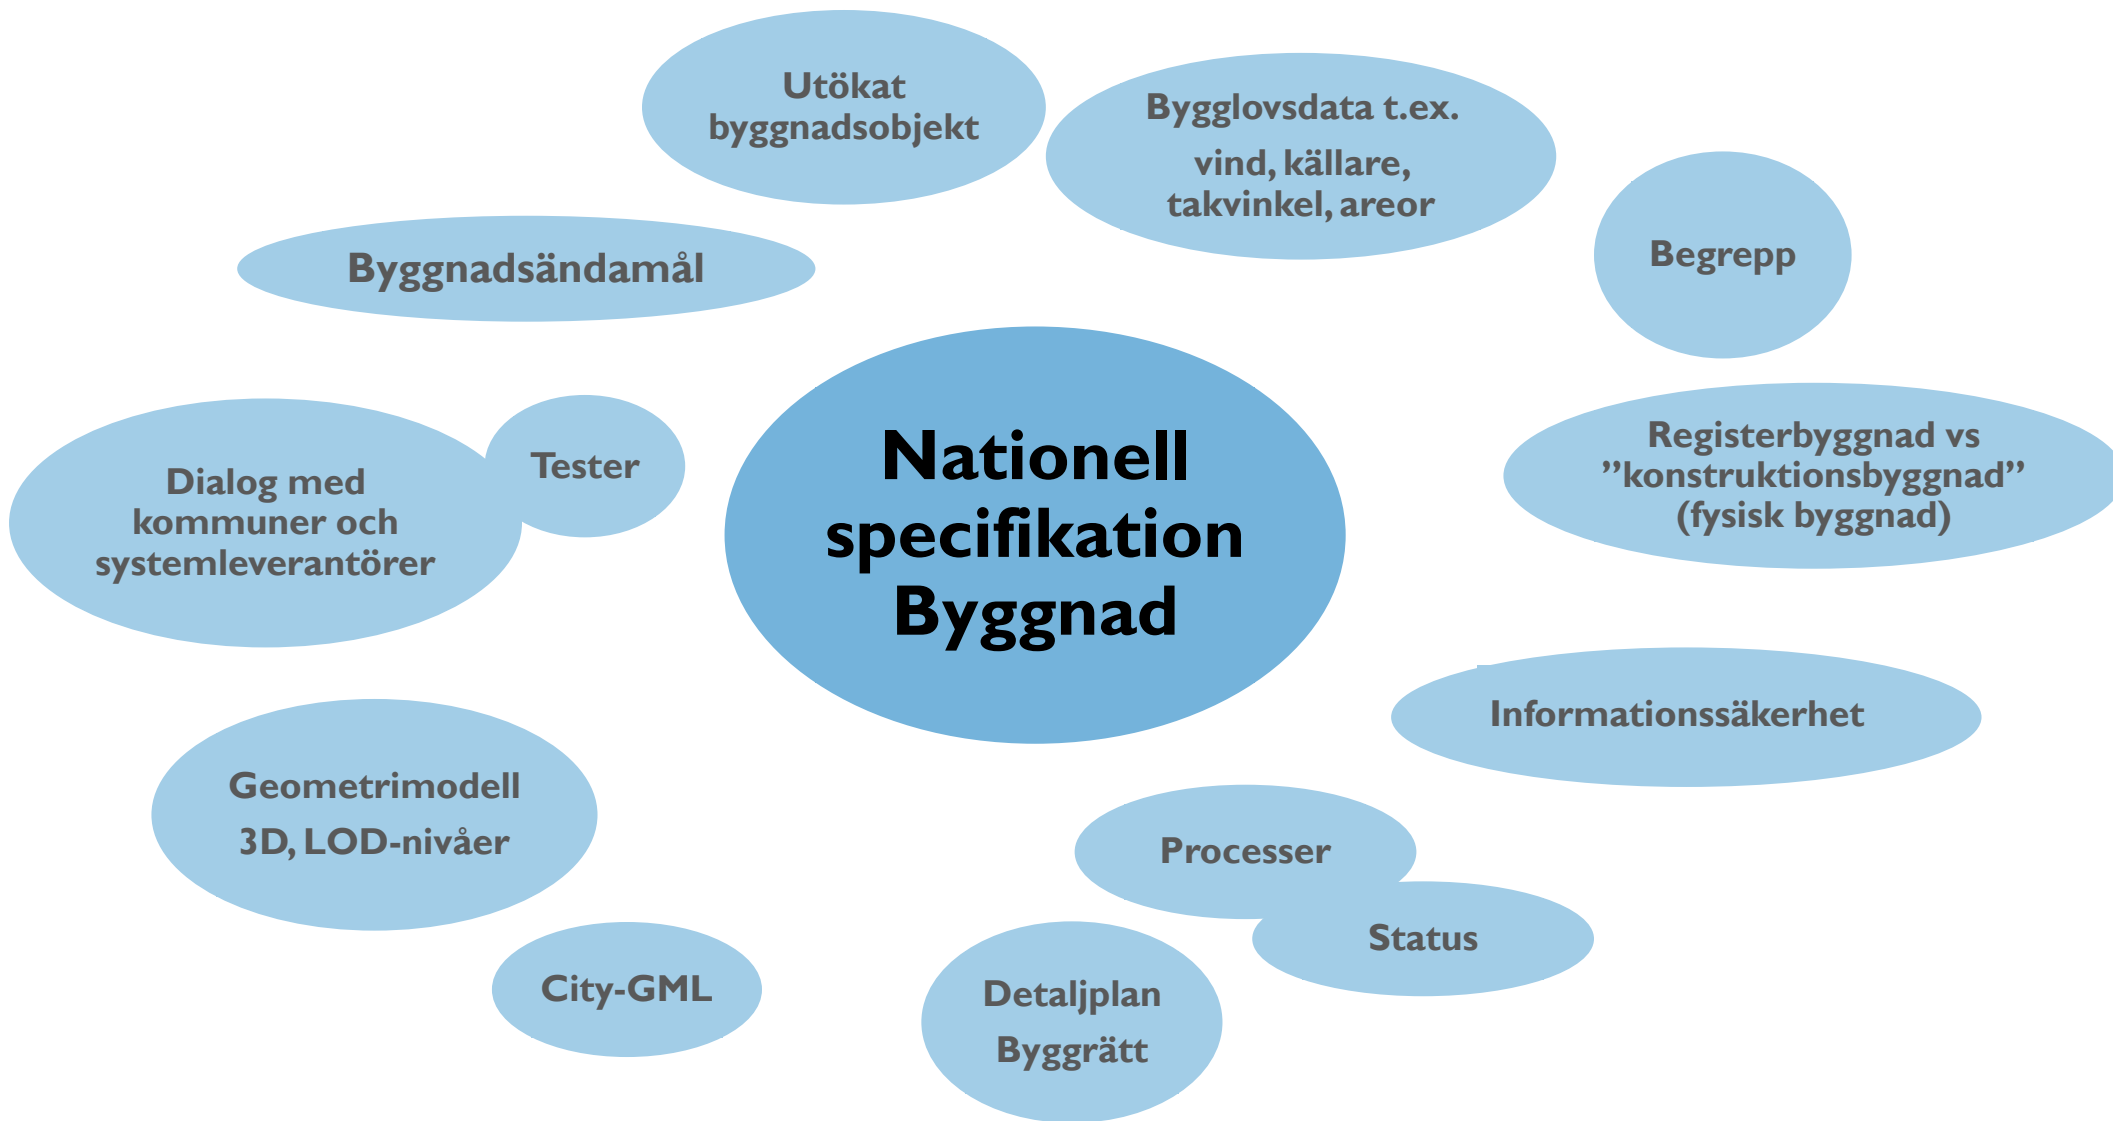 Utökat
byggnadsobjekt
Bygglovsdata t.ex.
vind, källare,
takvinkel, areor
Begrepp
Byggnadsändamål
Nationell
specifikation
Byggnad
Registerbyggnad vs
”konstruktionsbyggnad”
(fysisk byggnad)
Dialog med
kommuner och
systemleverantörer
Tester
Informationssäkerhet
Geometrimodell
3D, LOD-nivåer
Processer
Status
City-GML
Detaljplan
Byggrätt